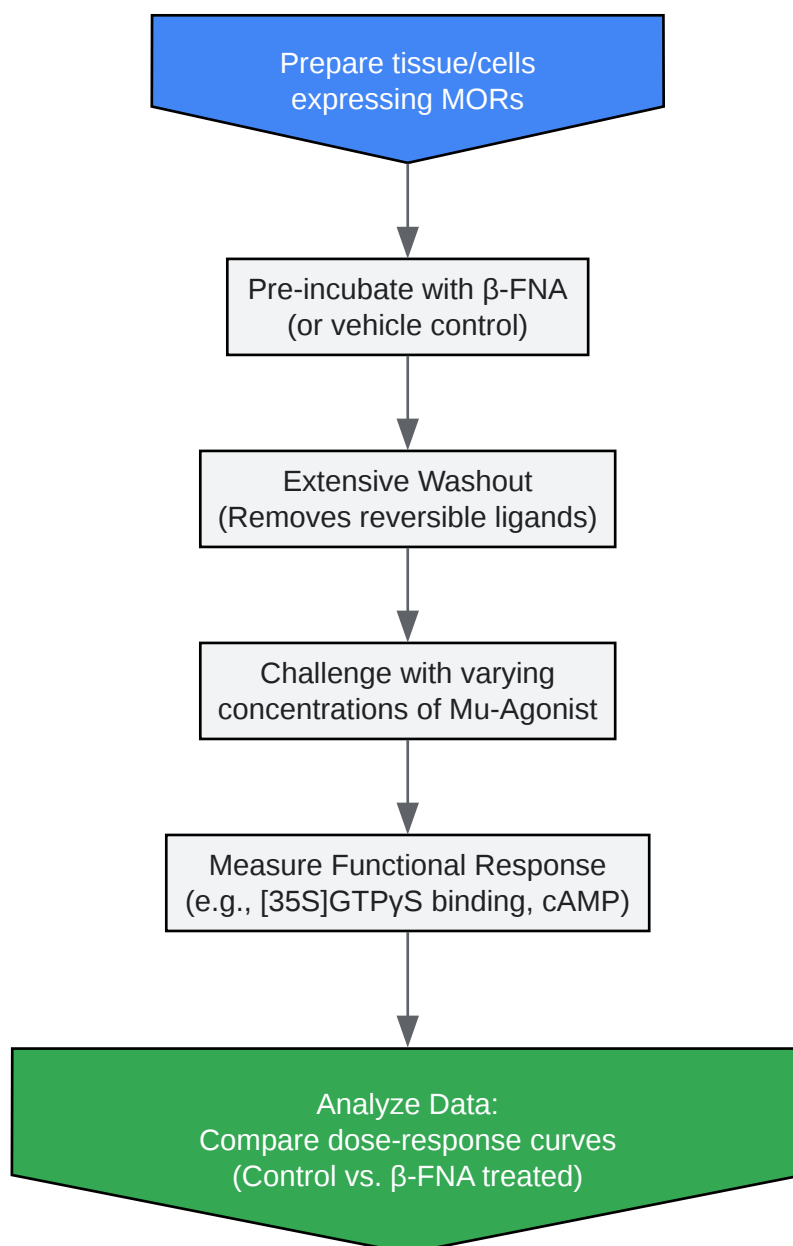 Prepare tissue/cells
expressing MORs
Pre-incubate with β-FNA
(or vehicle control)
Extensive Washout
(Removes reversible ligands)
Challenge with varying
concentrations of Mu-Agonist
Measure Functional Response
(e.g., [35S]GTPγS binding, cAMP)
Analyze Data:
Compare dose-response curves
(Control vs. β-FNA treated)